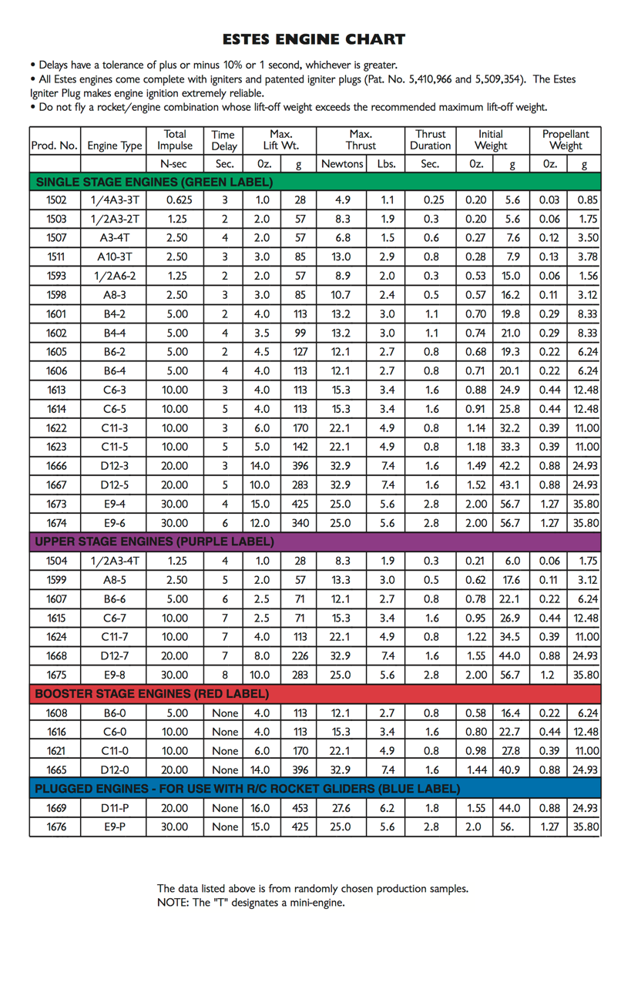 ESTES ENGINE CHART
• Delays have a tolerance of plus or minus 10% or 1 second, whichever is greater.
• All Estes engines come complete with igniters and patented igniter plugs (Pat. No. 5,410,966 and 5,509,354).  The Estes
Igniter Plug makes engine ignition extremely reliable.
• Do not fly a rocket/engine combination whose lift-off weight exceeds the recommended maximum lift-off weight.
Prod. No. Engine Type Total Impulse Time Delay Max. Lift Wt. Max. Thrust Thrust Duration Initial Weight Propellant Weight
N-sec Sec. 0z. g Newtons Lbs. Sec. 0z. g 0z. g
SINGLE STAGE ENGINES (GREEN LABEL)
1502 1/4A3-3T 0.625 3 1.0 28 4.9 1.1 0.25 0.20 5.6 0.03 0.85
1503 1/2A3-2T 1.25 2 2.0 57 8.3 1.9 0.3 0.20 5.6 0.06 1.75
1507 A3-4T 2.50 4 2.0 57 6.8 1.5 0.6 0.27 7.6 0.12 3.50
1511 A10-3T 2.50 3 3.0 85 13.0 2.9 0.8 0.28 7.9 0.13 3.78
1593 1/2A6-2 1.25 2 2.0 57 8.9 2.0 0.3 0.53 15.0 0.06 1.56
1598 A8-3 2.50 3 3.0 85 10.7 2.4 0.5 0.57 16.2 0.11 3.12
1601 B4-2 5.00 2 4.0 113 13.2 3.0 1.1 0.70 19.8 0.29 8.33
1602 B4-4 5.00 4 3.5 99 13.2 3.0 1.1 0.74 21.0 0.29 8.33
1605 B6-2 5.00 2 4.5 127 12.1 2.7 0.8 0.68 19.3 0.22 6.24
1606 B6-4 5.00 4 4.0 113 12.1 2.7 0.8 0.71 20.1 0.22 6.24
1613 C6-3 10.00 3 4.0 113 15.3 3.4 1.6 0.88 24.9 0.44 12.48
1614 C6-5 10.00 5 4.0 113 15.3 3.4 1.6 0.91 25.8 0.44 12.48
1622 C11-3 10.00 3 6.0 170 22.1 4.9 0.8 1.14 32.2 0.39 11.00
1623 C11-5 10.00 5 5.0 142 22.1 4.9 0.8 1.18 33.3 0.39 11.00
1666 D12-3 20.00 3 14.0 396 32.9 7.4 1.6 1.49 42.2 0.88 24.93
1667 D12-5 20.00 5 10.0 283 32.9 7.4 1.6 1.52 43.1 0.88 24.93
1673 E9-4 30.00 4 15.0 425 25.0 5.6 2.8 2.00 56.7 1.27 35.80
1674 E9-6 30.00 6 12.0 340 25.0 5.6 2.8 2.00 56.7 1.27 35.80
UPPER STAGE ENGINES (PURPLE LABEL)
1504 1/2A3-4T 1.25 4 1.0 28 8.3 1.9 0.3 0.21 6.0 0.06 1.75
1599 A8-5 2.50 5 2.0 57 13.3 3.0 0.5 0.62 17.6 0.11 3.12
1607 B6-6 5.00 6 2.5 71 12.1 2.7 0.8 0.78 22.1 0.22 6.24
1615 C6-7 10.00 7 2.5 71 15.3 3.4 1.6 0.95 26.9 0.44 12.48
1624 C11-7 10.00 7 4.0 113 22.1 4.9 0.8 1.22 34.5 0.39 11.00
1668 D12-7 20.00 7 8.0 226 32.9 7.4 1.6 1.55 44.0 0.88 24.93
1675 E9-8 30.00 8 10.0 283 25.0 5.6 2.8 2.00 56.7 1.2 35.80
BOOSTER STAGE ENGINES (RED LABEL)
1608 B6-0 5.00 None 4.0 113 12.1 2.7 0.8 0.58 16.4 0.22 6.24
1616 C6-0 10.00 None 4.0 113 15.3 3.4 1.6 0.80 22.7 0.44 12.48
1621 C11-0 10.00 None 6.0 170 22.1 4.9 0.8 0.98 27.8 0.39 11.00
1665 D12-0 20.00 None 14.0 396 32.9 7.4 1.6 1.44 40.9 0.88 24.93
PLUGGED ENGINES - FOR USE WITH R/C ROCKET GLIDERS (BLUE LABEL)
1669 D11-P 20.00 None 16.0 453 27.6 6.2 1.8 1.55 44.0 0.88 24.93
1676 E9-P 30.00 None 15.0 425 25.0 5.6 2.8 2.0 56. 1.27 35.80
The data listed above is from randomly chosen production samples.
NOTE: The "T" designates a mini-engine.